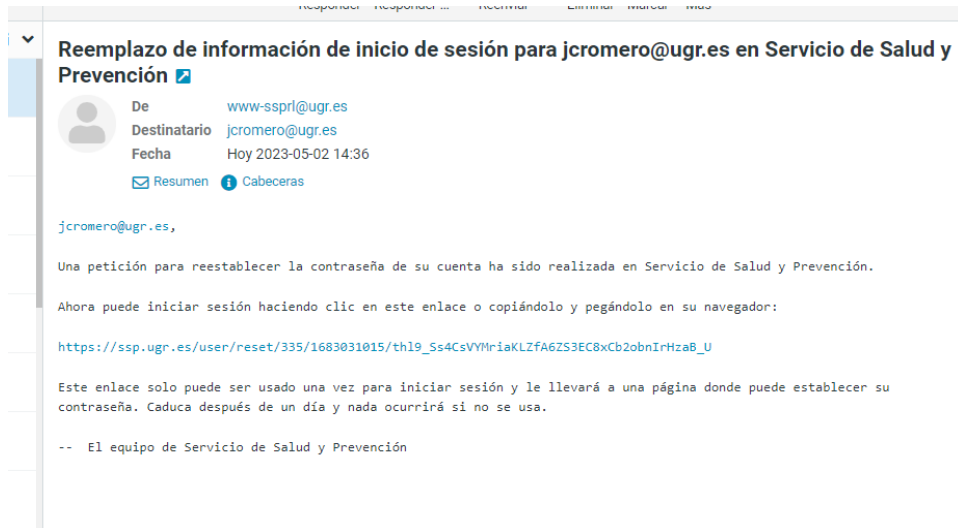 Responder Responder ... Reenviar Eliminar Marcar Más
Reemplazo de información de inicio de sesión para jcromero@ugr.es en Servicio de Salud y
Prevención
De www-ssprl@ugr.es
Destinatario jcromero@ugr.es
Fecha Hoy 2023-05-02 14:36
Resumen Cabeceras
jcromero@ugr.es,
Una petición para reestablecer la contraseña de su cuenta ha sido realizada en Servicio de Salud y Prevención.
Ahora puede iniciar sesión haciendo clic en este enlace o copiándolo y pegándolo en su navegador:
https://ssp.ugr.es/user/reset/335/1683031015/thl9_Ss4CsVYMriaKLZfA6ZS3EC8xCb2obnIrHzaB_U
Este enlace solo puede ser usado una vez para iniciar sesión y le llevará a una página donde puede establecer su
contraseña. Caduca después de un día y nada ocurrirá si no se usa.
-- El equipo de Servicio de Salud y Prevención